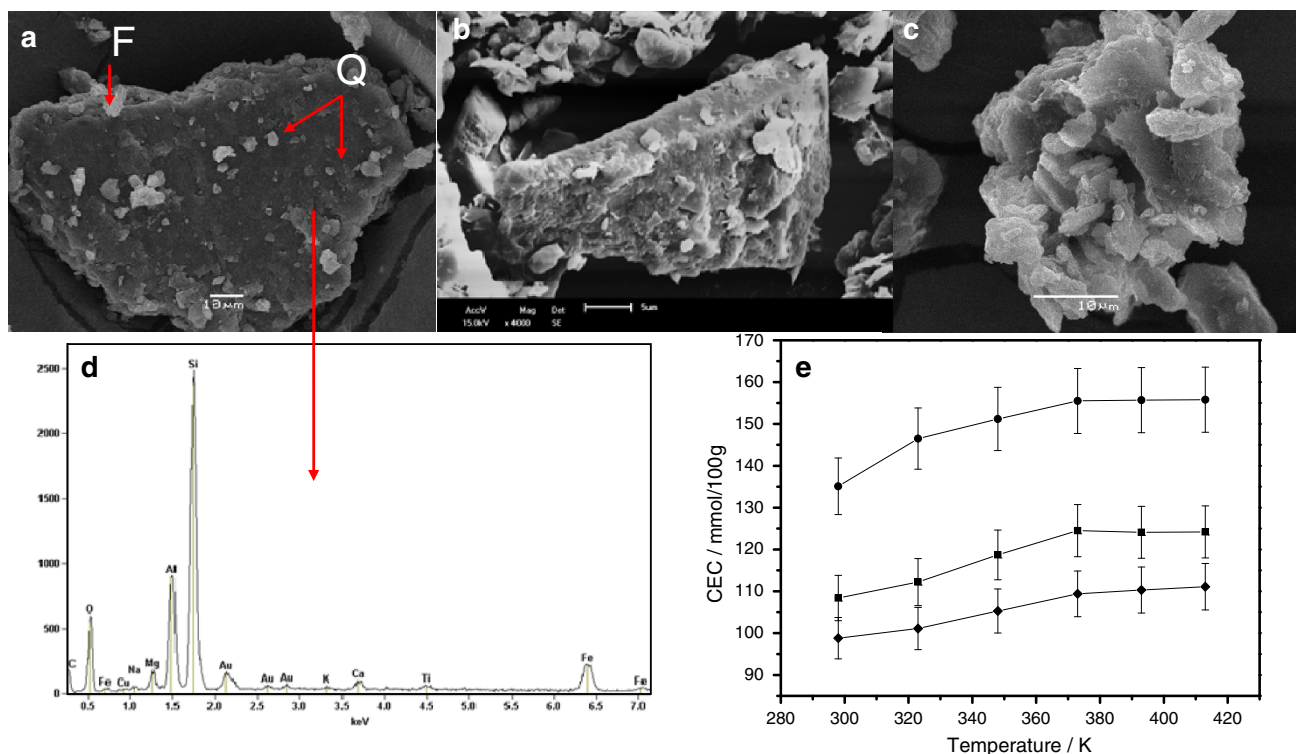 a
F
Q
10 µm
b
AccV Mag Det 5um
15.0kV x 4000 SE
c
10 µm
d
2500
2000
1000
500
0
Si
Al
O
C
Fe
Cu
Na
Mg
Au
Au
Au
K
Ca
Ti
Fe
Fe
0.5 1.0 1.5 2.0 2.5 3.0 3.5 4.0 4.5 5.0 5.5 6.0 6.5 7.0
keV
e
170
160
150
140
130
120
110
100
90
CEC / mmol/100g
280 300 320 340 360 380 400 420
Temperature / K